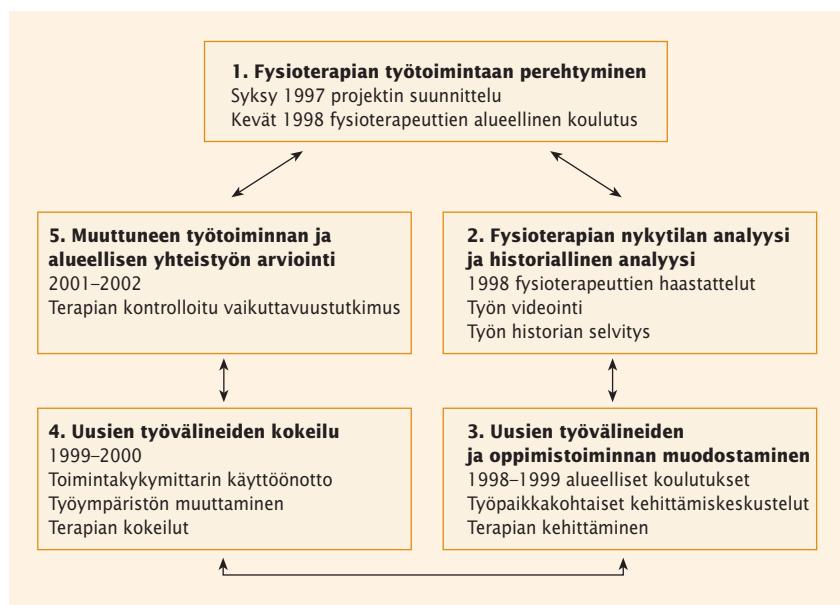 1. Fysioterapian työtoimintaan perehtyminen
Syksy 1997 projektin suunnittelu
Kevät 1998 fysioterapeuttien alueellinen koulutus
5. Muuttuneen työtoiminnan ja
alueellisen yhteistyön arviointi
2001–2002
Terapian kontrolloitu vaikuttavuustutkimus
2. Fysioterapian nykytilan analyysi
ja historiallinen analyysi
1998 fysioterapeuttien haastattelut
Työn videointi
Työn historian selvitys
4. Uusien työvälineiden kokeilu
1999–2000
Toimintakykymittarin käyttöönotto
Työympäristön muuttaminen
Terapian kokeilut
3. Uusien työvälineiden
ja oppimistoiminnan muodostaminen
1998–1999 alueelliset koulutukset
Työpaikkakohtaiset kehittämiskeskustelut
Terapian kehittäminen